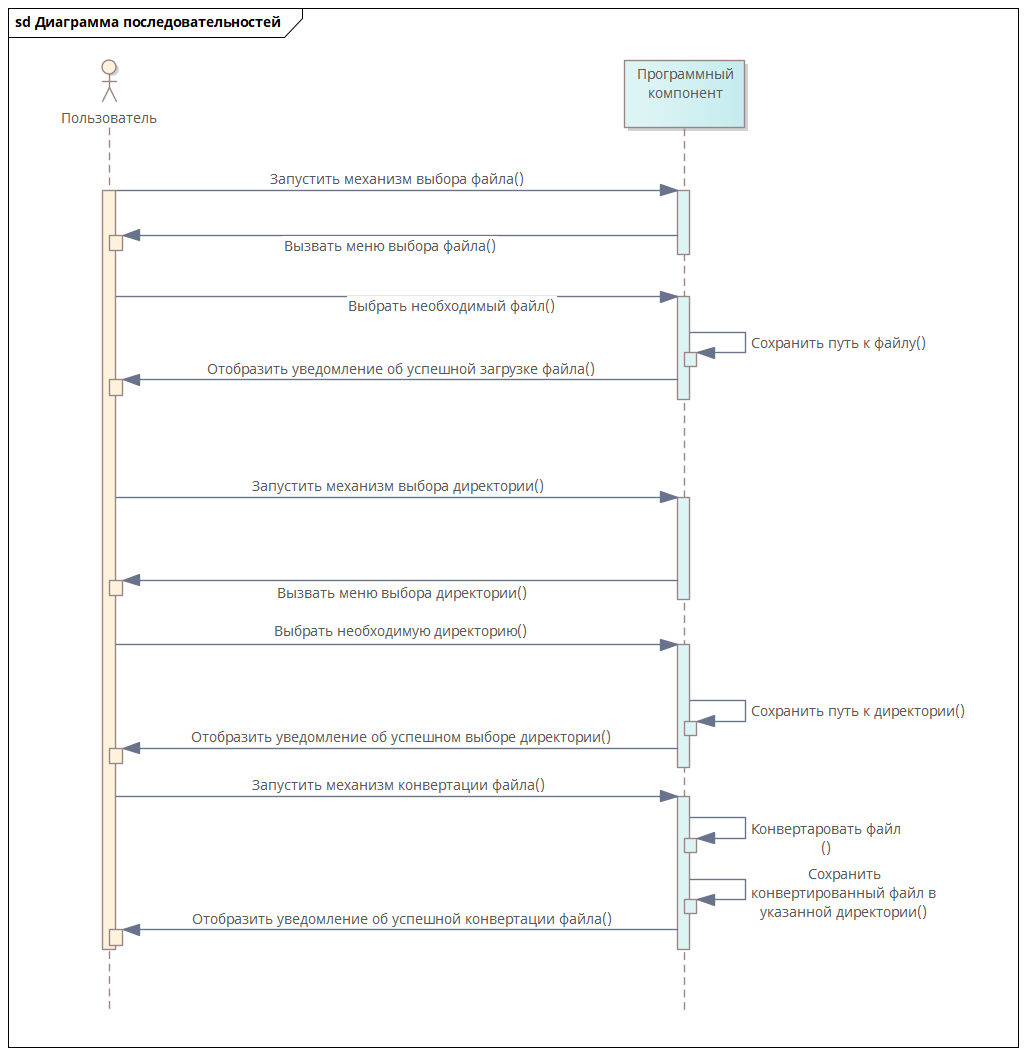 sd Диаграмма последовательностей
Пользователь
Программный
компонент
Запустить механизм выбора файла()
Вызвать меню выбора файла()
Выбрать необходимый файл()
Сохранить путь к файлу()
Отобразить уведомление об успешной загрузке файла()
Запустить механизм выбора директории()
Вызвать меню выбора директории()
Выбрать необходимую директорию()
Сохранить путь к директории()
Отобразить уведомление об успешном выборе директории()
Запустить механизм конвертации файла()
Конвертаровать файл
()
Сохранить
конвертированный файл в
указанной директории()
Отобразить уведомление об успешной конвертации файла()